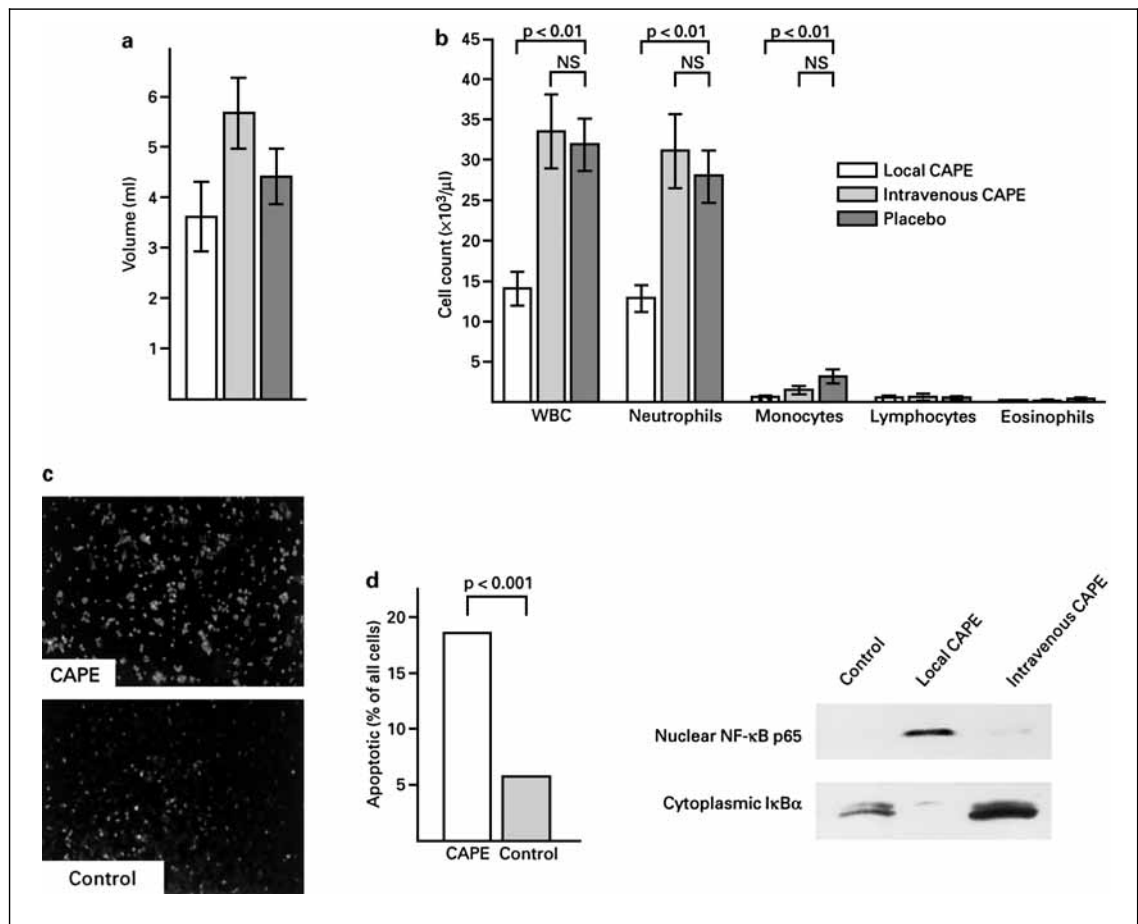 a
Volume (ml)
6
5
4
3
2
1
b
Cell count (×10³/μl)
45
40
35
30
25
20
15
10
5
p < 0.01
NS
p < 0.01
NS
p < 0.01
NS
Local CAPE
Intravenous CAPE
Placebo
WBC Neutrophils Monocytes Lymphocytes Eosinophils
c
CAPE
Control
d
p < 0.001
Apoptotic (% of all cells)
20
15
10
5
CAPE Control
Control
Local CAPE
Intravenous CAPE
Nuclear NF-κB p65
Cytoplasmic IκBα